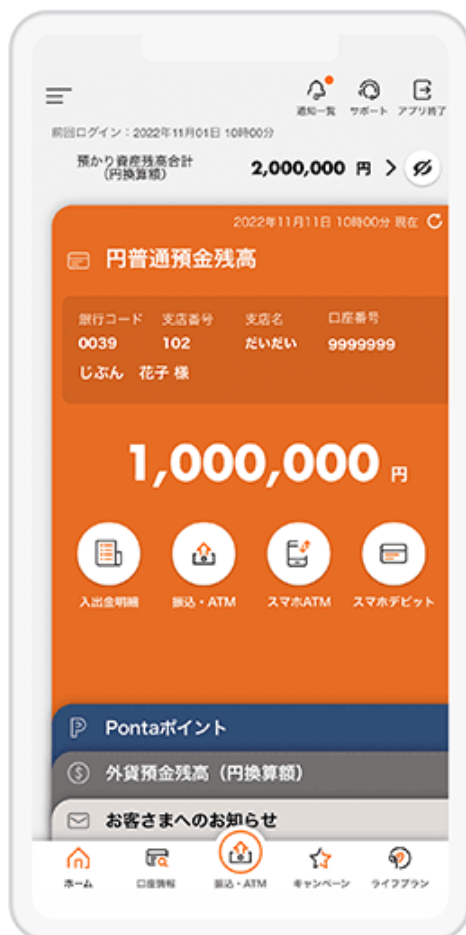 通知一覧 サポート アプリ終了
前回ログイン：2022年11月01日 10時00分
預かり資産残高合計
（円換算額）
2,000,000 円
2022年11月11日 10時00分 現在
円普通預金残高
銀行コード 支店番号 支店名 口座番号
0039 102 だいだい 9999999
じぶん 花子 様
1,000,000 円
入出金明細 振込・ATM スマホATM スマホデビット
Pontaポイント
外貨預金残高（円換算額）
お客さまへのお知らせ
ホーム 口座情報 振込・ATM キャンペーン ライフプラン